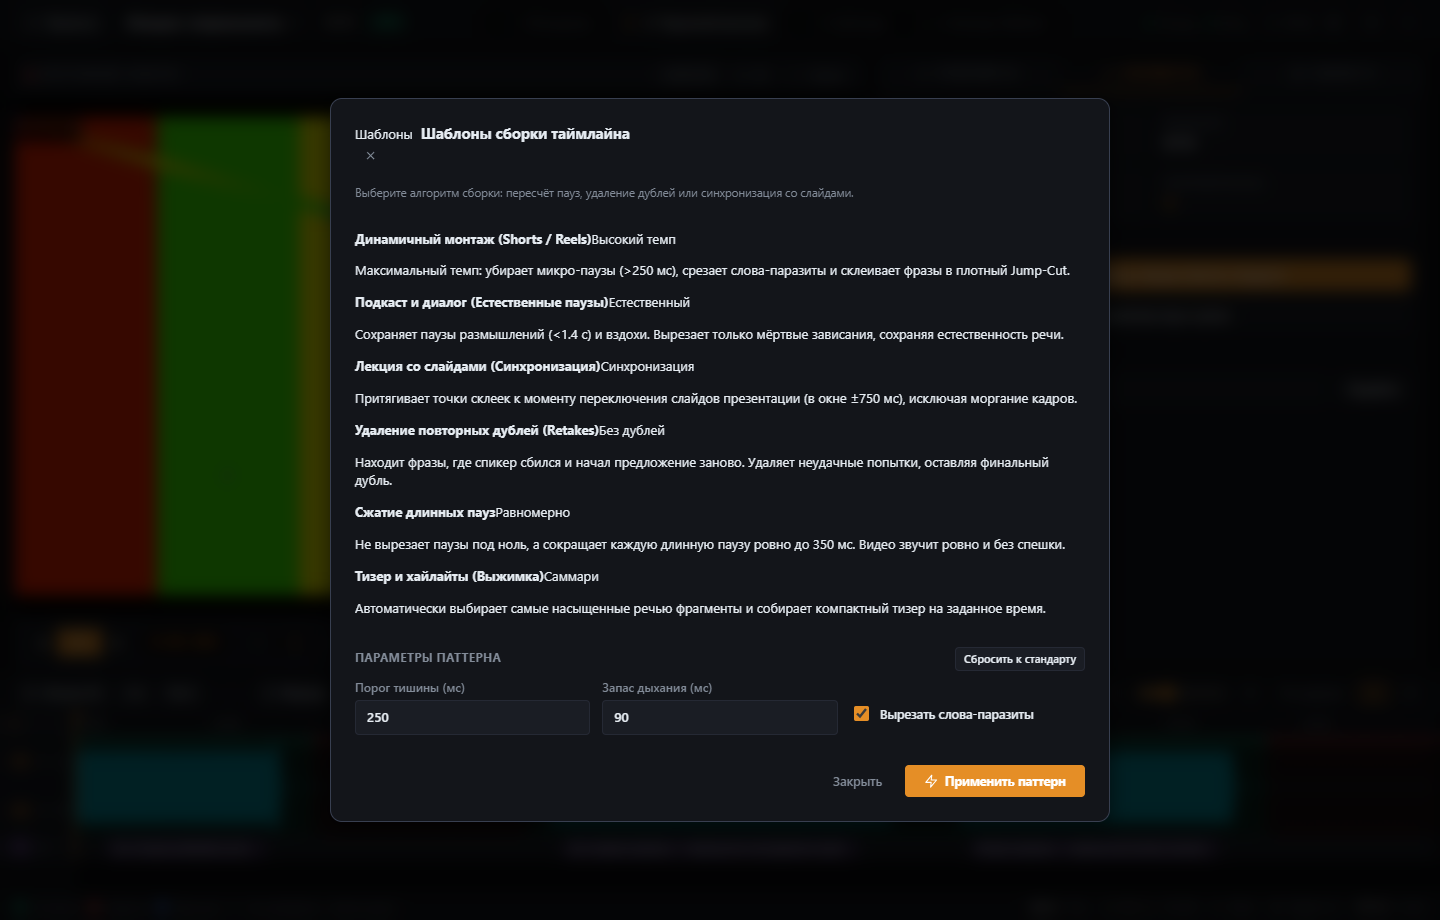 Шаблоны Шаблоны сборки таймлайна
×
Выберите алгоритм сборки: пересчёт пауз, удаление дублей или синхронизация со слайдами.
Динамичный монтаж (Shorts / Reels)Высокий темп
Максимальный темп: убирает микро-паузы (>250 мс), срезает слова-паразиты и склеивает фразы в плотный Jump-Cut.
Подкаст и диалог (Естественные паузы)Естественный
Сохраняет паузы размышлений (<1.4 с) и вздохи. Вырезает только мёртвые зависания, сохраняя естественность речи.
Лекция со слайдами (Синхронизация)Синхронизация
Притягивает точки склеек к моменту переключения слайдов презентации (в окне ±750 мс), исключая моргание кадров.
Удаление повторных дублей (Retakes)Без дублей
Находит фразы, где спикер сбился и начал предложение заново. Удаляет неудачные попытки, оставляя финальный
дубль.
Сжатие длинных паузРавномерно
Не вырезает паузы под ноль, а сокращает каждую длинную паузу ровно до 350 мс. Видео звучит ровно и без спешки.
Тизер и хайлайты (Выжимка)Саммари
Автоматически выбирает самые насыщенные речью фрагменты и собирает компактный тизер на заданное время.
ПАРАМЕТРЫ ПАТТЕРНА
Сбросить к стандарту
Порог тишины (мс)
Запас дыхания (мс)
250
90
Вырезать слова-паразиты
Закрыть
Применить паттерн